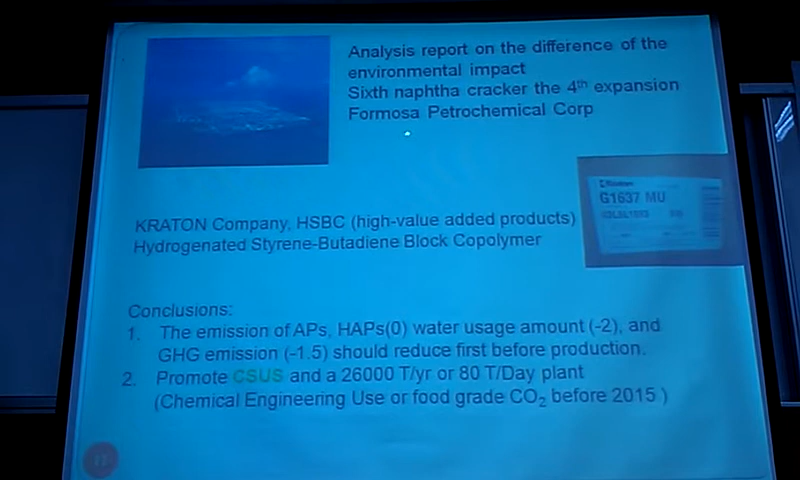 Analysis report on the difference of the
environmental impact
Sixth naphtha cracker the 4th expansion
Formosa Petrochemical Corp
G1637 MU
KRATON Company, HSBC (high-value added products)
Hydrogenated Styrene-Butadiene Block Copolymer
Conclusions:
1. The emission of APs, HAPs(0) water usage amount (-2), and
GHG emission (-1.5) should reduce first before production.
2. Promote CSUS and a 26000 T/yr or 80 T/Day plant
(Chemical Engineering Use or food grade CO₂ before 2015 )